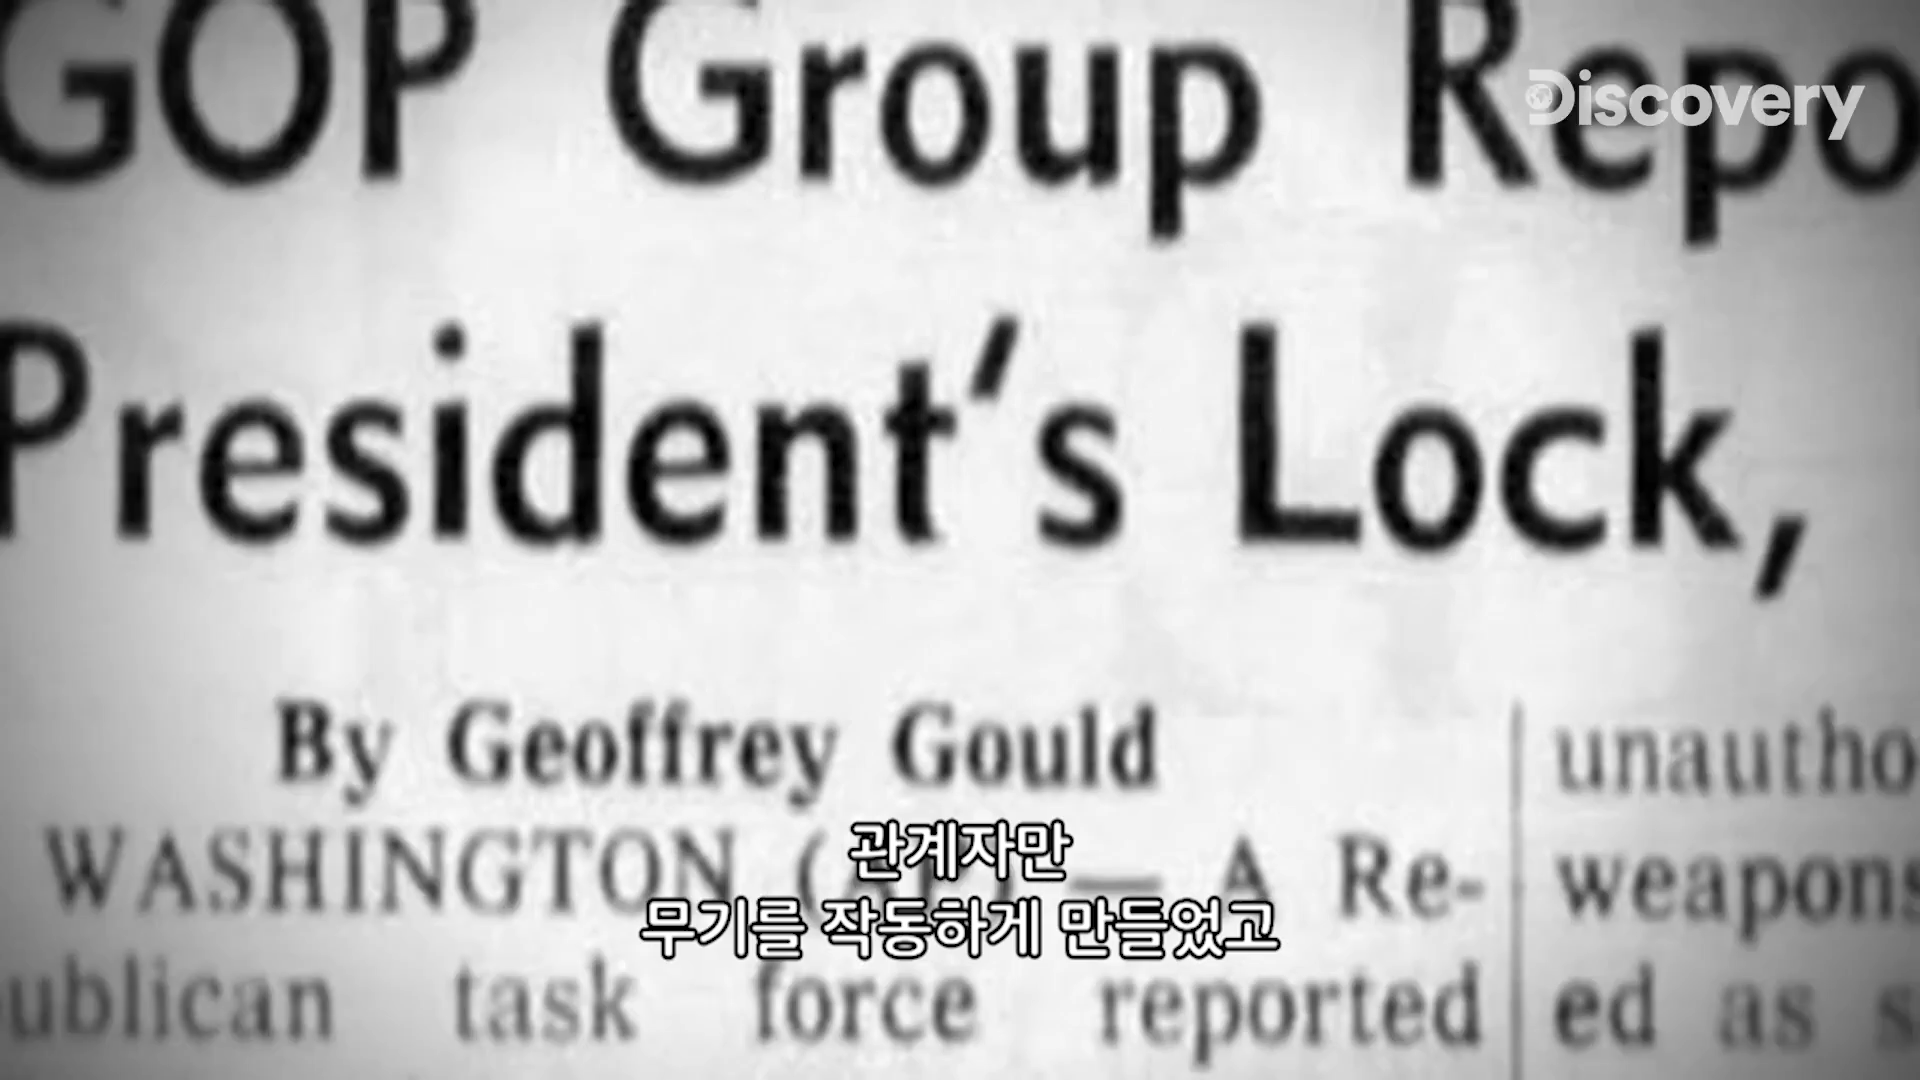 GOP Group Repo
Discovery
President's Lock,
By Geoffrey Gould
WASHINGTON — A Re-
publican task force reported
unautho
weapons
ed as s
관계자만
무기를 작동하게 만들었고